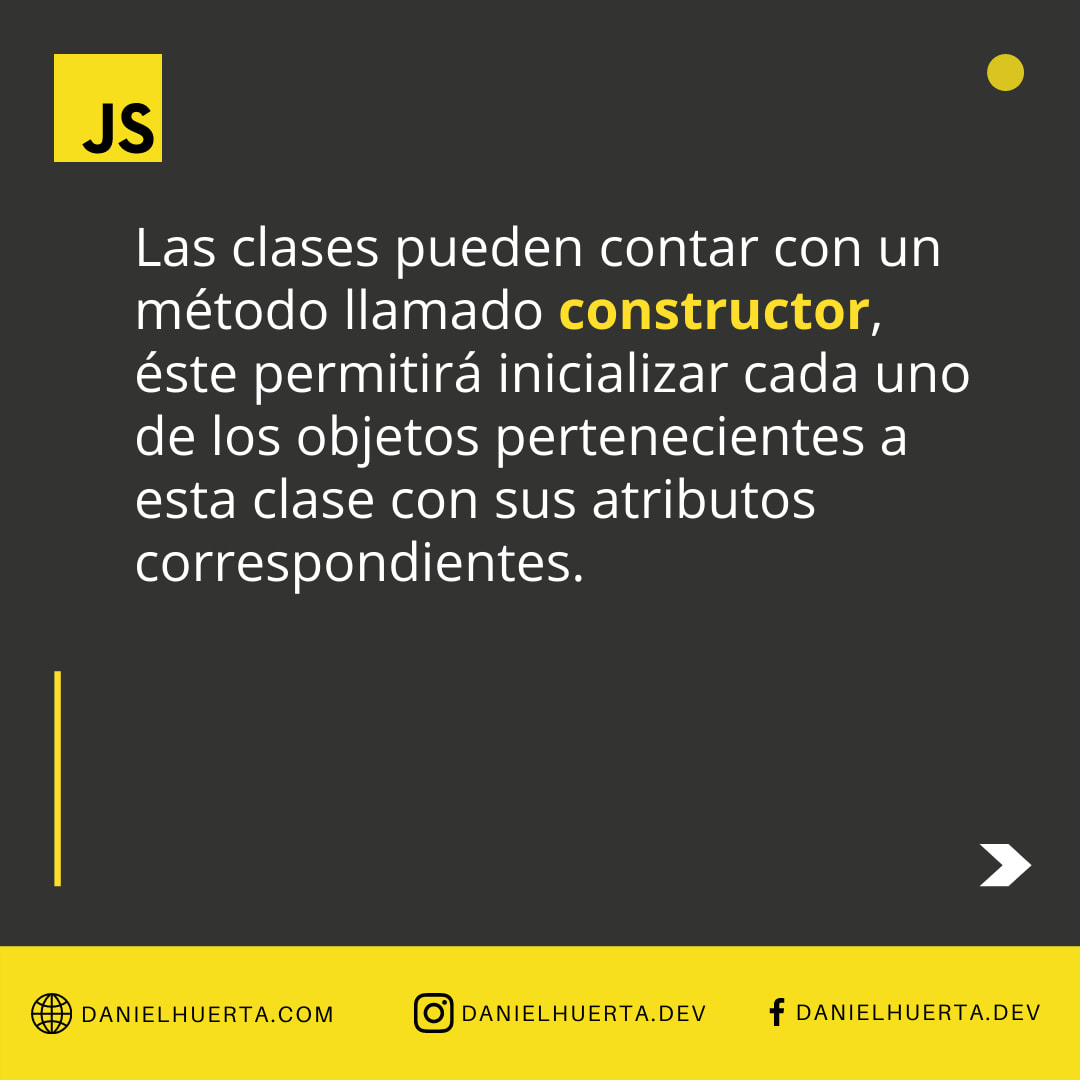 JS
Las clases pueden contar con un
método llamado constructor,
éste permitirá inicializar cada uno
de los objetos pertenecientes a
esta clase con sus atributos
correspondientes.
DANIELHUERTA.COM
DANIELHUERTA.DEV
DANIELHUERTA.DEV